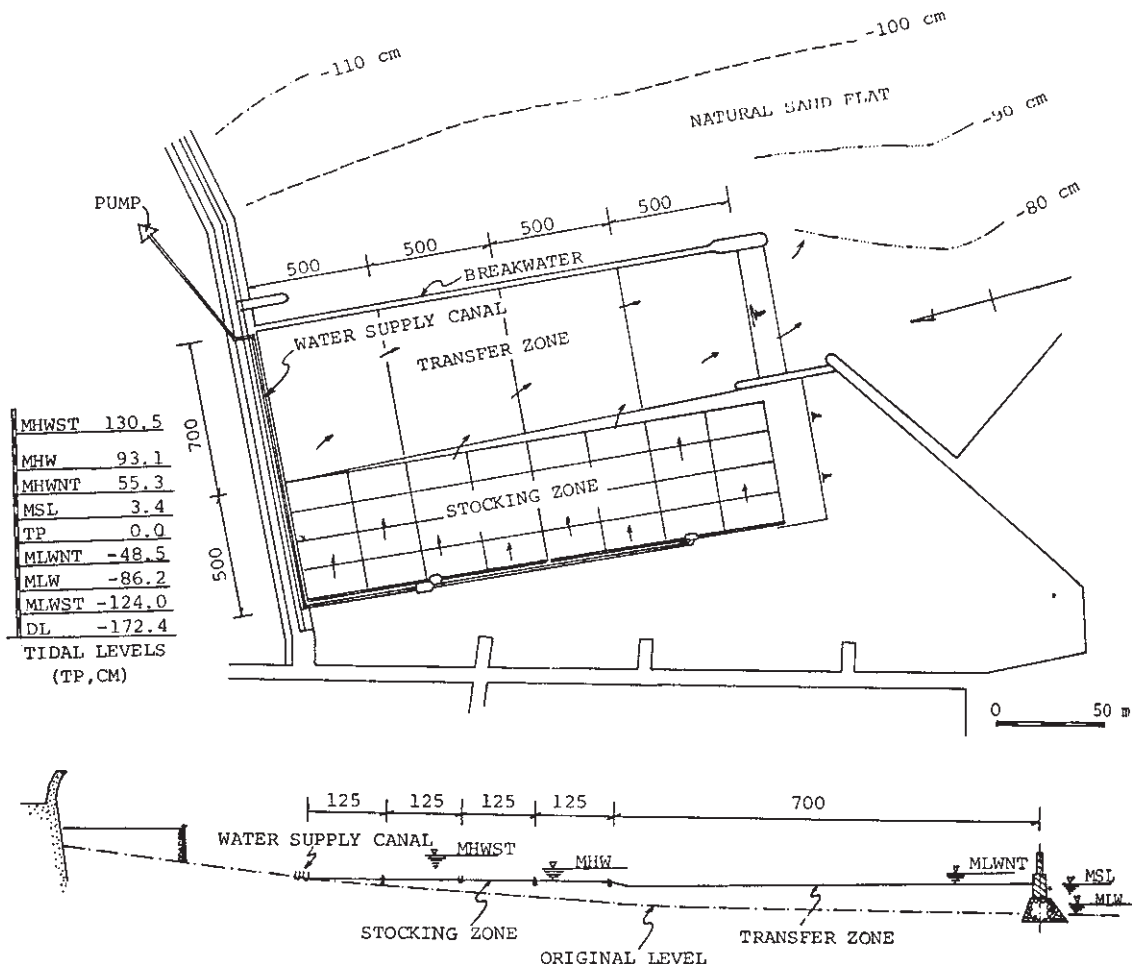 -110 cm
-100 cm
NATURAL SAND FLAT
-90 cm
PUMP
-80 cm
500
500
500
500
BREAKWATER
WATER SUPPLY CANAL
TRANSFER ZONE
700
500
STOCKING ZONE
MHWST 130.5
MHW 93.1
MHWNT 55.3
MSL 3.4
TP 0.0
MLWNT -48.5
MLW -86.2
MLWST -124.0
DL -172.4
TIDAL LEVELS
(TP,CM)
0 50 m
125 125 125 125 700
WATER SUPPLY CANAL
MHWST
MHW
MLWNT
MSL
MLW
STOCKING ZONE
TRANSFER ZONE
ORIGINAL LEVEL